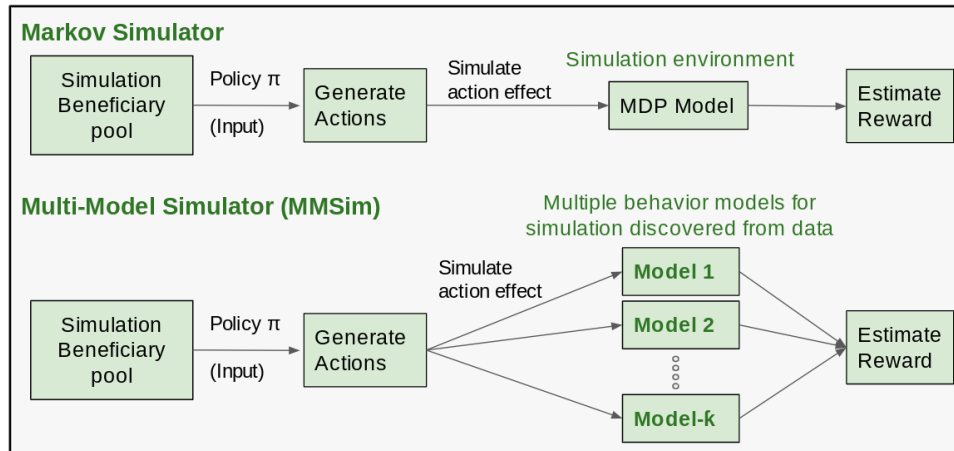 Markov Simulator
Simulation
Beneficiary
pool
Policy π
(Input)
Generate
Actions
Simulate
action effect
Simulation environment
MDP Model
Estimate
Reward
Multi-Model Simulator (MMSim)
Multiple behavior models for
simulation discovered from data
Simulation
Beneficiary
pool
Policy π
(Input)
Generate
Actions
Simulate
action effect
Model 1
Model 2
Model-ƙ
Estimate
Reward